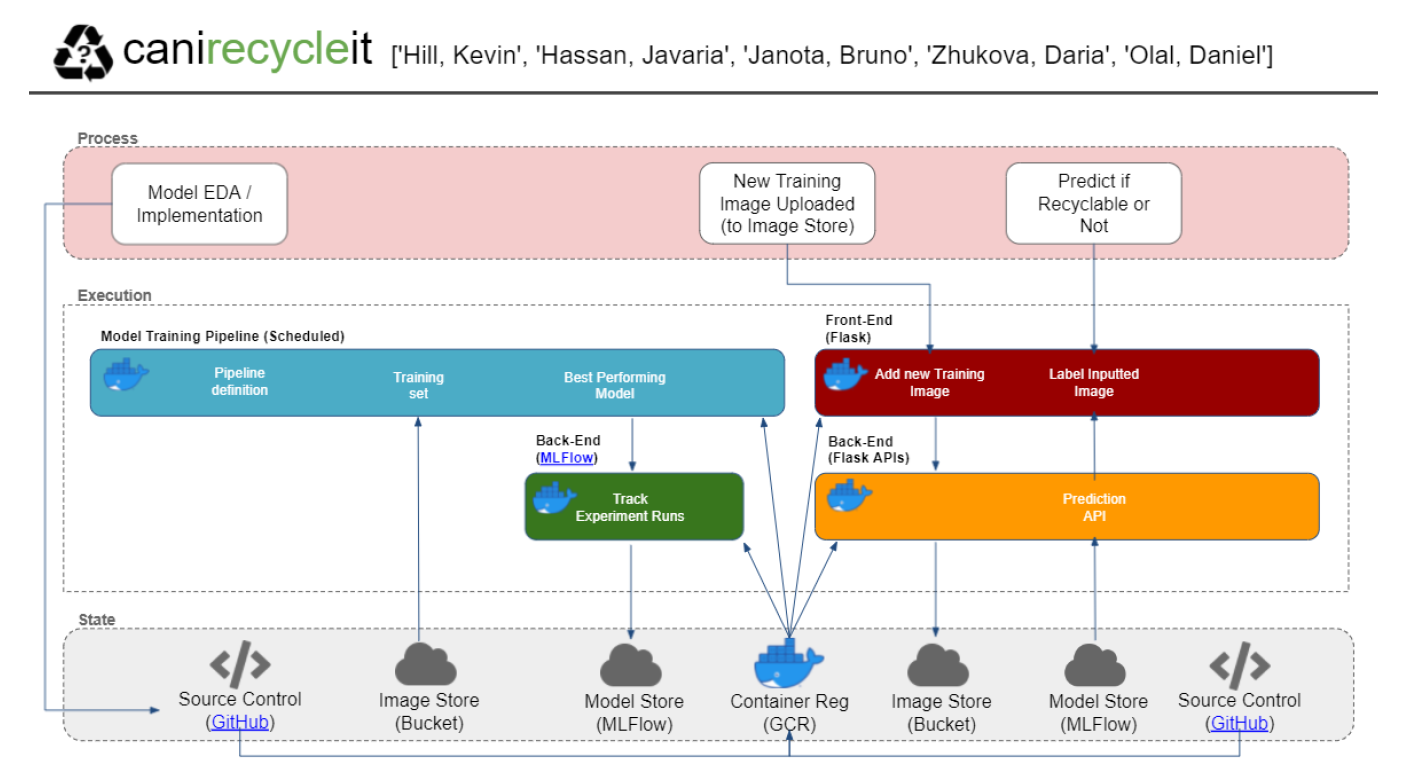 canirecycleit ['Hill, Kevin', 'Hassan, Javaria', 'Janota, Bruno', 'Zhukova, Daria', 'Olal, Daniel']
?
Process
Model EDA /
Implementation
New Training
Image Uploaded
(to Image Store)
Predict if
Recyclable or
Not
Execution
Model Training Pipeline (Scheduled)
Pipeline
definition
Training
set
Best Performing
Model
Front-End
(Flask)
Add new Training
Image
Label Inputted
Image
Back-End
(MLFlow)
Track
Experiment Runs
Back-End
(Flask APIs)
Prediction
API
State
</>
Source Control
(GitHub)
Image Store
(Bucket)
Model Store
(MLFlow)
Container Reg
(GCR)
Image Store
(Bucket)
Model Store
(MLFlow)
</>
Source Control
(GitHub)